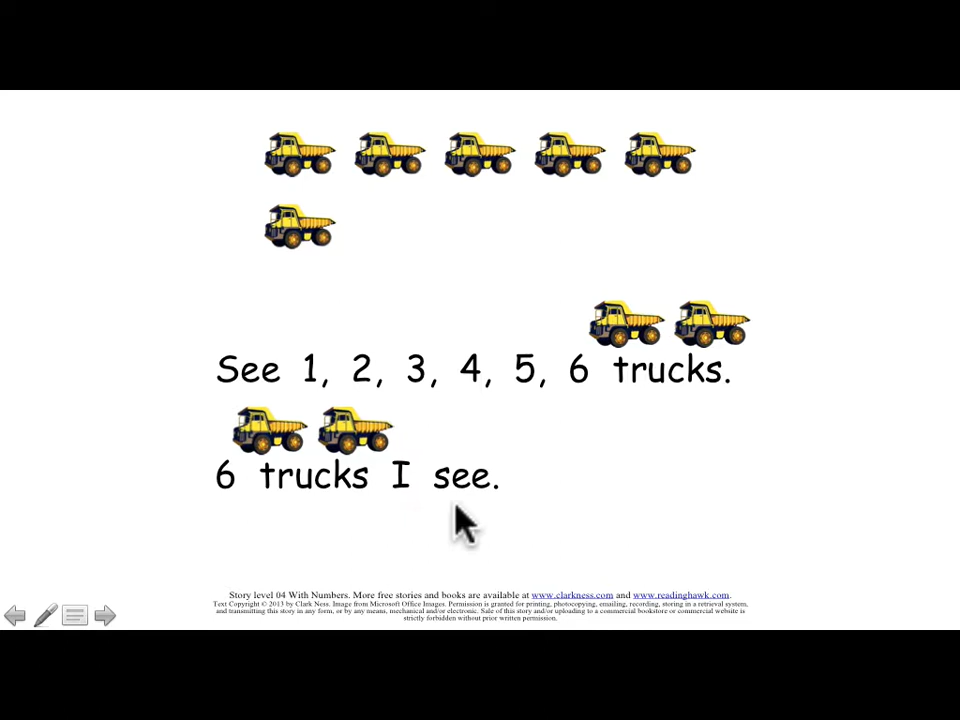 See 1, 2, 3, 4, 5, 6 trucks.
6 trucks I see.
Story level 04 With Numbers. More free stories and books are available at www.clarkness.com and www.readinghawk.com.
Text Copyright © 2013 by Clark Ness. Image from Microsoft Office Images. Permission is granted for printing, photocopying, emailing, recording, storing in a retrieval system,
and transmitting this story in any form, or by any means, mechanical and/or electronic. Sale of this story and/or uploading to a commercial bookstore or commercial website is
strictly forbidden without prior written permission.